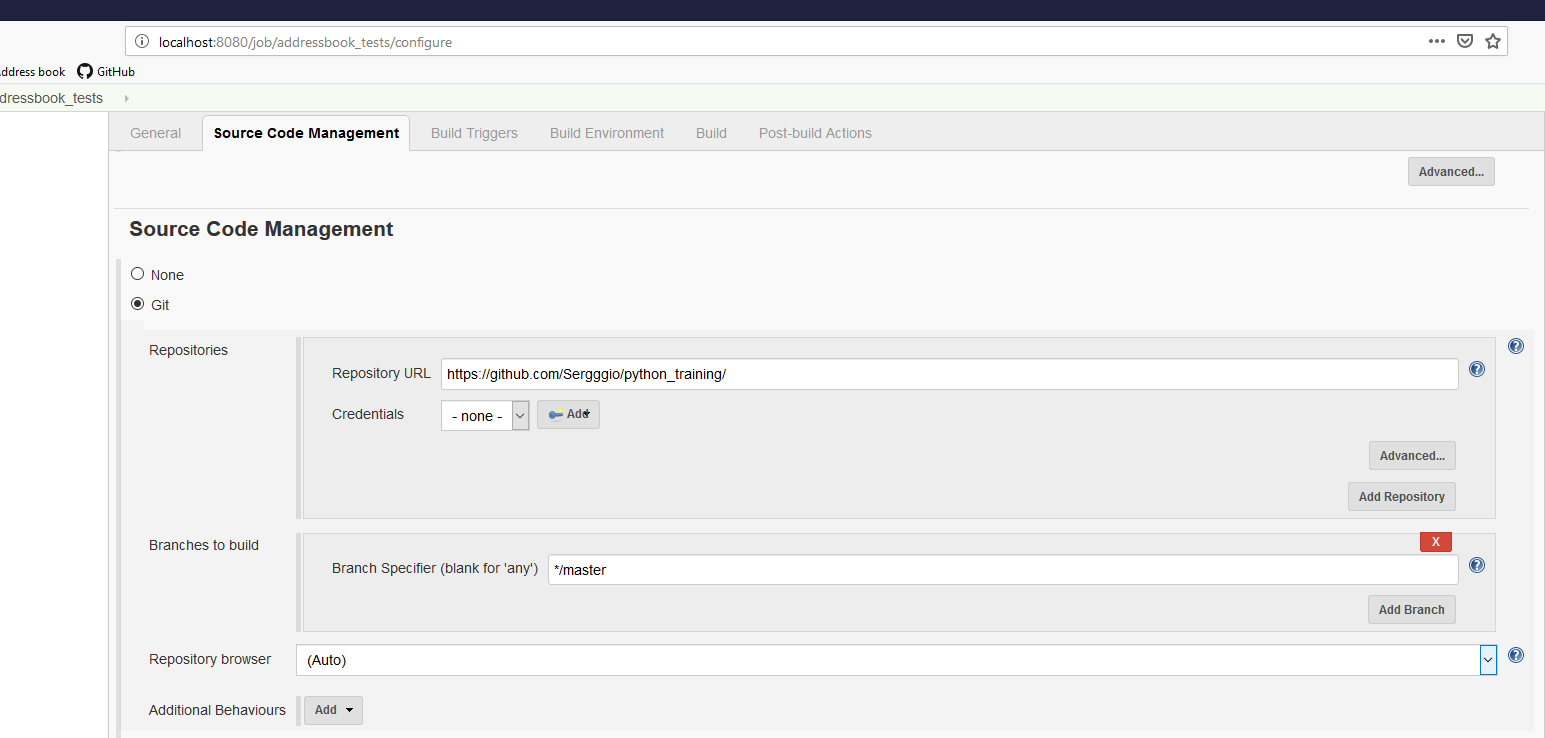 localhost:8080/job/addressbook_tests/configure
ddress book GitHub
dressbook_tests
General Source Code Management Build Triggers Build Environment Build Post-build Actions
Advanced...
Source Code Management
None
Git
Repositories
Repository URL https://github.com/Sergggio/python_training/
Credentials - none - Add
Advanced...
Add Repository
Branches to build
X
Branch Specifier (blank for 'any') */master
Add Branch
Repository browser (Auto)
Additional Behaviours Add